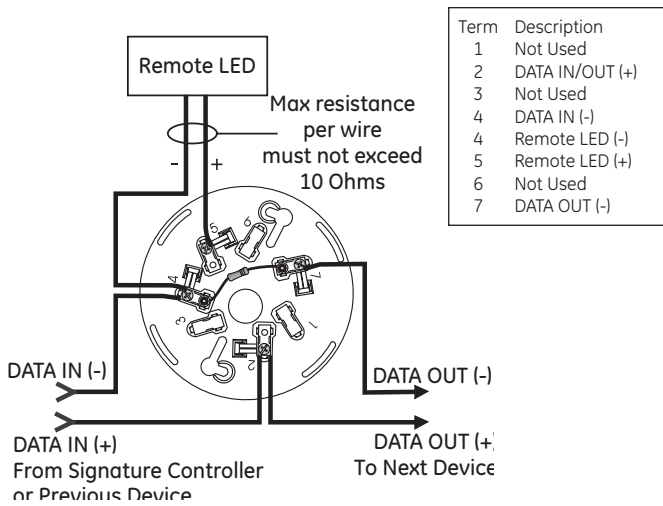 Remote LED
Max resistance
per wire
must not exceed
10 Ohms
- +
5
6
4
7
3
1
2
DATA IN (-)
DATA IN (+)
From Signature Controller
or Previous Device
DATA OUT (-)
DATA OUT (+)
To Next Device
Term Description
1 Not Used
2 DATA IN/OUT (+)
3 Not Used
4 DATA IN (-)
4 Remote LED (-)
5 Remote LED (+)
6 Not Used
7 DATA OUT (-)